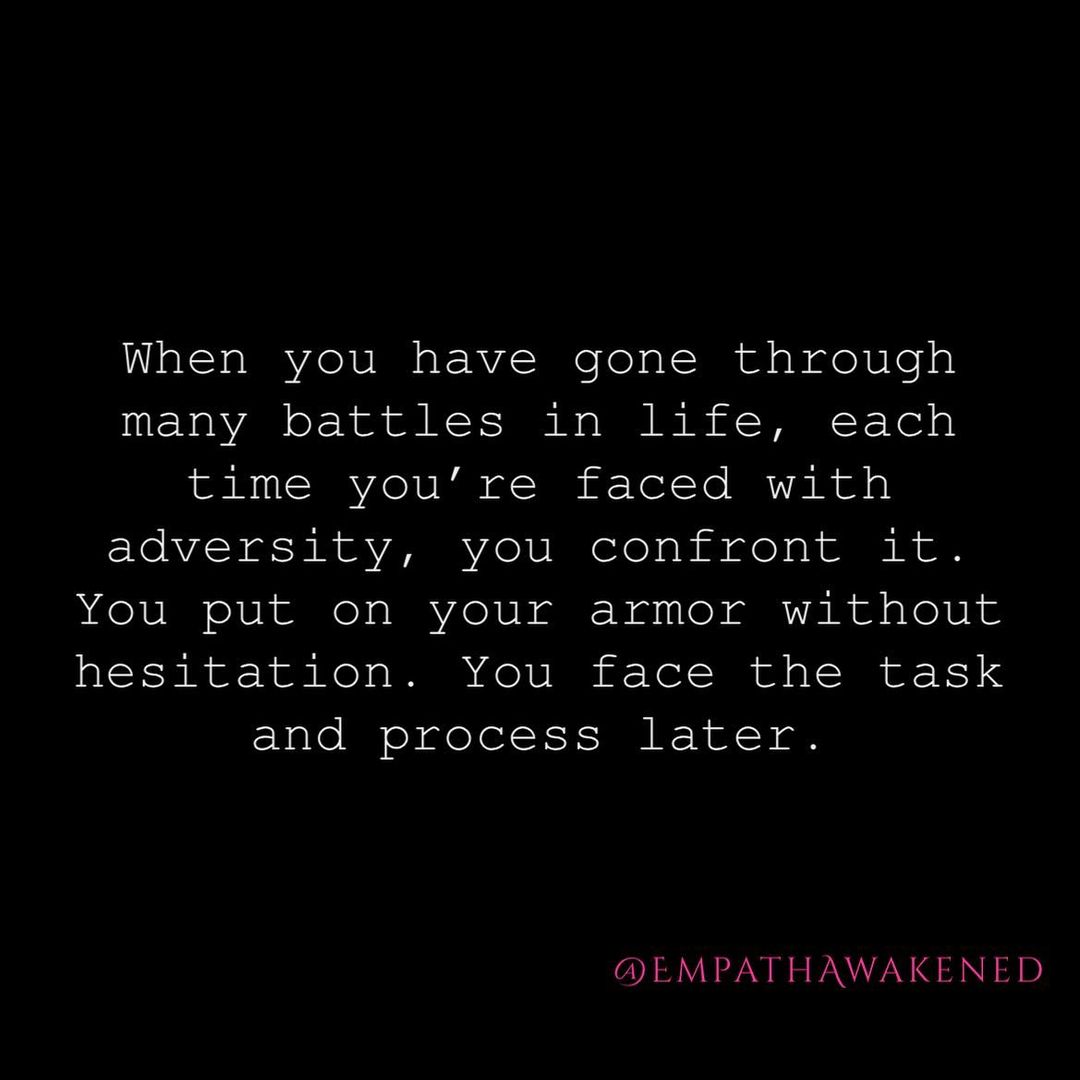 When you have gone through
many battles in life, each
time you’re faced with
adversity, you confront it.
You put on your armor without
hesitation. You face the task
and process later.
@EMPATHAWAKENED